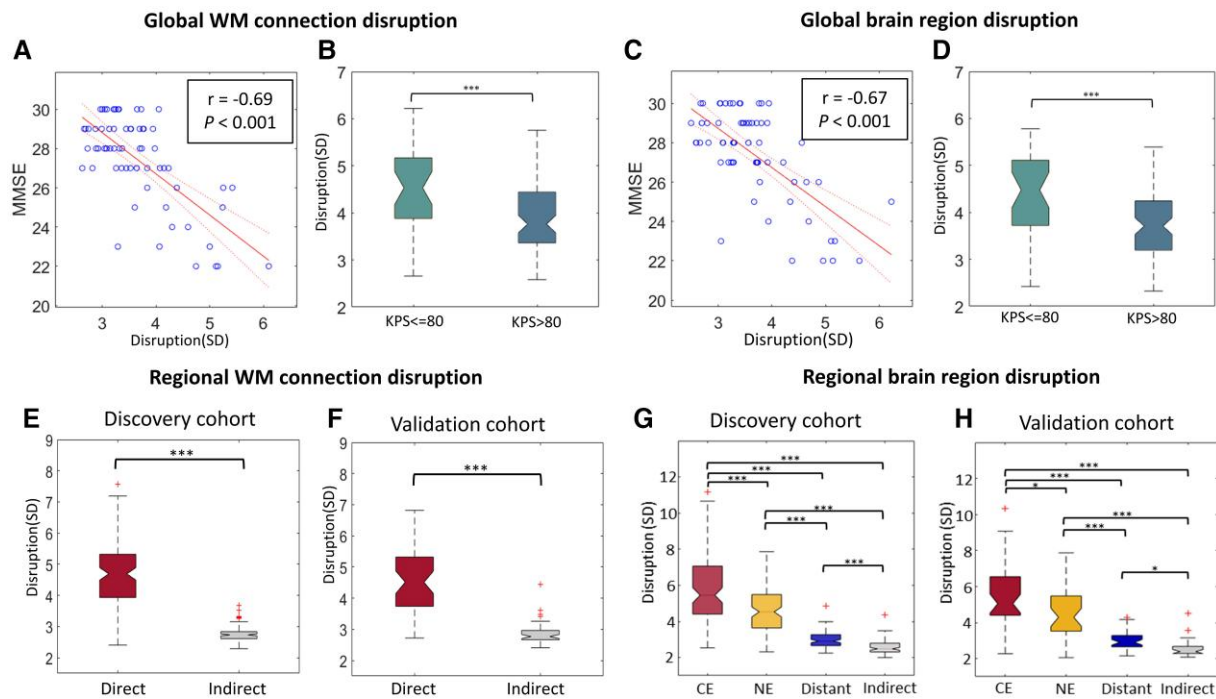 Global WM connection disruption
Global brain region disruption
A
B
C
D
r = -0.69
P < 0.001
MMSE
30
28
26
24
22
20
3
4
5
6
Disruption(SD)
***
Disruption(SD)
7
6
5
4
3
2
KPS<=80
KPS>80
r = -0.67
P < 0.001
MMSE
30
28
26
24
22
20
3
4
5
6
Disruption(SD)
***
Disruption(SD)
7
6
5
4
3
2
KPS<=80
KPS>80
Regional WM connection disruption
Regional brain region disruption
E
Discovery cohort
***
Disruption(SD)
9
8
7
6
5
4
3
2
Direct
Indirect
F
Validation cohort
***
Disruption(SD)
9
8
7
6
5
4
3
2
1
Direct
Indirect
G
Discovery cohort
***
***
***
***
***
***
Disruption (SD)
12
10
8
6
4
2
CE
NE
Distant
Indirect
H
Validation cohort
***
***
*
***
***
*
Disruption (SD)
12
10
8
6
4
2
CE
NE
Distant
Indirect